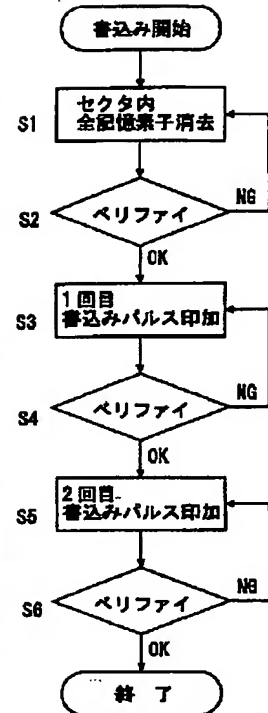 書込み開始
S1
セクタ内
全記憶素子消去
S2
ベリファイ
NG
OK
S3
1回目
書込みパルス印加
S4
ベリファイ
NG
OK
S5
2回目
書込みパルス印加
S6
ベリファイ
NG
OK
終了